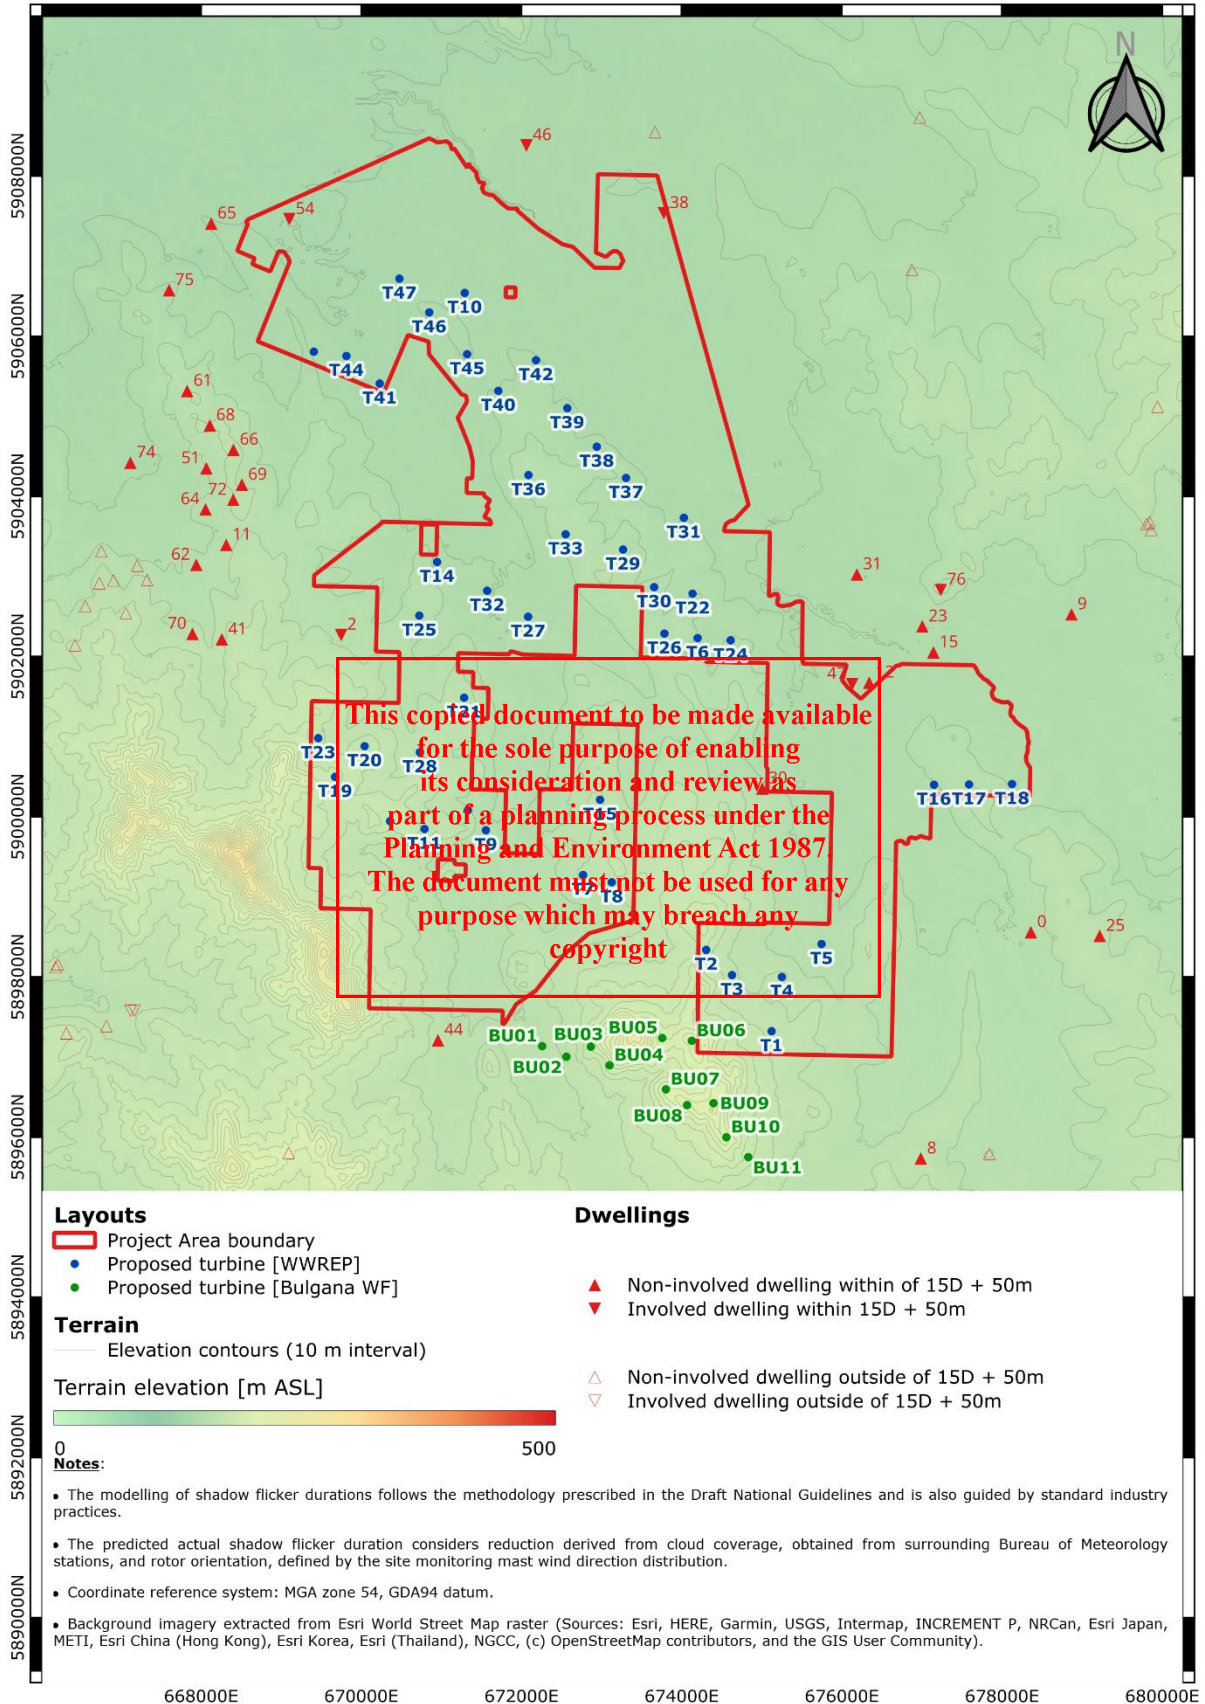 N
46
38
54
65
75
T47
T10
T46
T44
T45
T42
T41
T40
61
T39
68
66
T38
74
51
69
T36
T37
72
64
T31
11
T33
T29
62
31
T14
76
T30
T22
T32
9
T25
T27
23
70
41
2
T26
T6
T24
15
47
12
T21
This copied document to be made available
for the sole purpose of enabling
its consideration and review as
part of a planning process under the
Planning and Environment Act 1987.
The document must not be used for any
purpose which may breach any
copyright
T23
T20
T28
T19
30
T16
T17
T18
T15
T11
T9
T7
T8
0
25
T2
T5
T3
T4
44
BU01
BU03
BU05
BU06
T1
BU02
BU04
BU07
BU08
BU09
BU10
BU11
8
5908000N
5906000N
5904000N
5902000N
5900000N
5898000N
5896000N
5894000N
5892000N
5890000N
Layouts
Project Area boundary
Proposed turbine [WWREP]
Proposed turbine [Bulgana WF]
Terrain
Elevation contours (10 m interval)
Terrain elevation [m ASL]
0
500
Dwellings
Non-involved dwelling within of 15D + 50m
Involved dwelling within 15D + 50m
Non-involved dwelling outside of 15D + 50m
Involved dwelling outside of 15D + 50m
Notes:
• The modelling of shadow flicker durations follows the methodology prescribed in the Draft National Guidelines and is also guided by standard industry
practices.
• The predicted actual shadow flicker duration considers reduction derived from cloud coverage, obtained from surrounding Bureau of Meteorology
stations, and rotor orientation, defined by the site monitoring mast wind direction distribution.
• Coordinate reference system: MGA zone 54, GDA94 datum.
• Background imagery extracted from Esri World Street Map raster (Sources: Esri, HERE, Garmin, USGS, Intermap, INCREMENT P, NRCan, Esri Japan,
METI, Esri China (Hong Kong), Esri Korea, Esri (Thailand), NGCC, (c) OpenStreetMap contributors, and the GIS User Community).
668000E
670000E
672000E
674000E
676000E
678000E
680000E